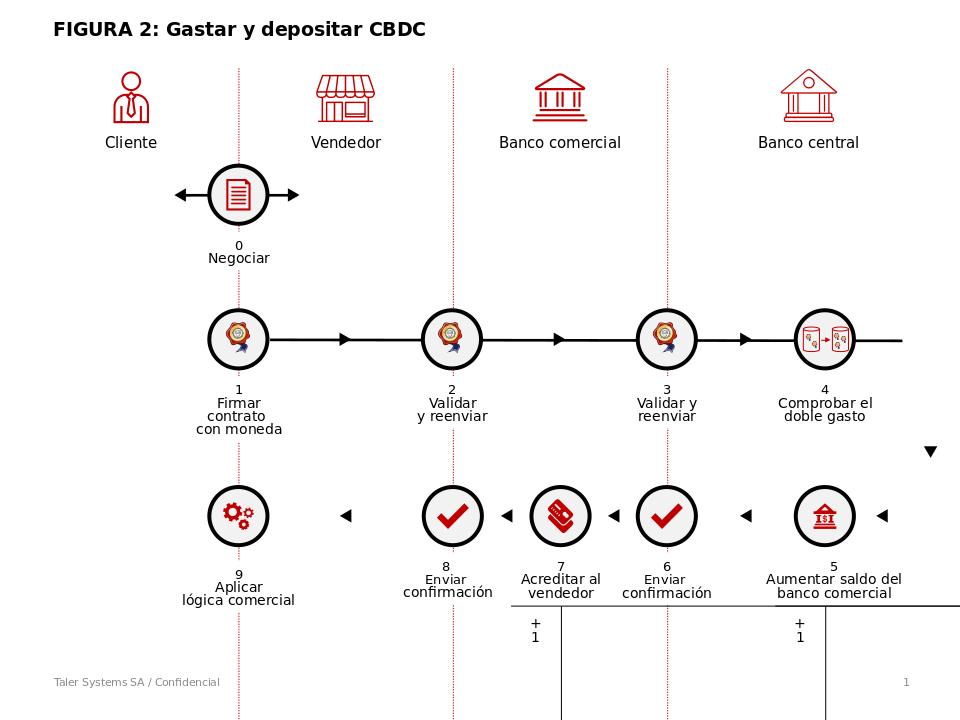 FIGURA 2: Gastar y depositar CBDC
Cliente
Vendedor
Banco comercial
Banco central
0
Negociar
1
Firmar
contrato
con moneda
2
Validar
y reenviar
3
Validar y
reenviar
4
Comprobar el
doble gasto
9
Aplicar
lógica comercial
8
Enviar
confirmación
7
Acreditar al
vendedor
6
Enviar
confirmación
5
Aumentar saldo del
banco comercial
+
1
+
1
Taler Systems SA / Confidencial
1